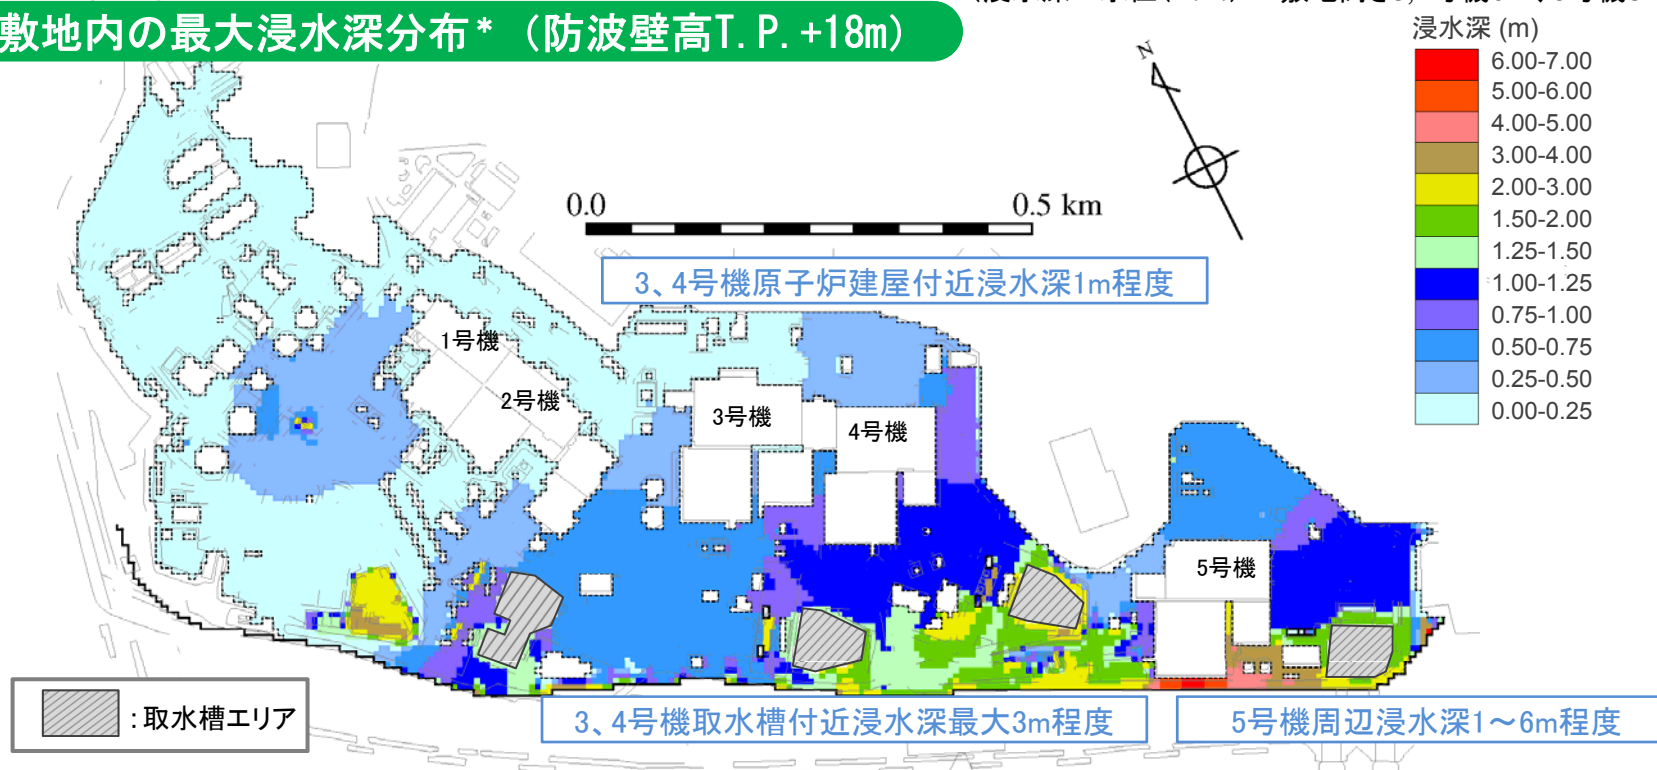 敷地内の最大浸水深分布*（防波壁高T.P.+18m）
浸水深 (m)
6.00-7.00
5.00-6.00
4.00-5.00
3.00-4.00
2.00-3.00
1.50-2.00
1.25-1.50
1.00-1.25
0.75-1.00
0.50-0.75
0.25-0.50
0.00-0.25
N
0.0
0.5 km
3、4号機原子炉建屋付近浸水深1m程度
1号機
2号機
3号機
4号機
5号機
：取水槽エリア
3、4号機取水槽付近浸水深最大3m程度
5号機周辺浸水深1～6m程度